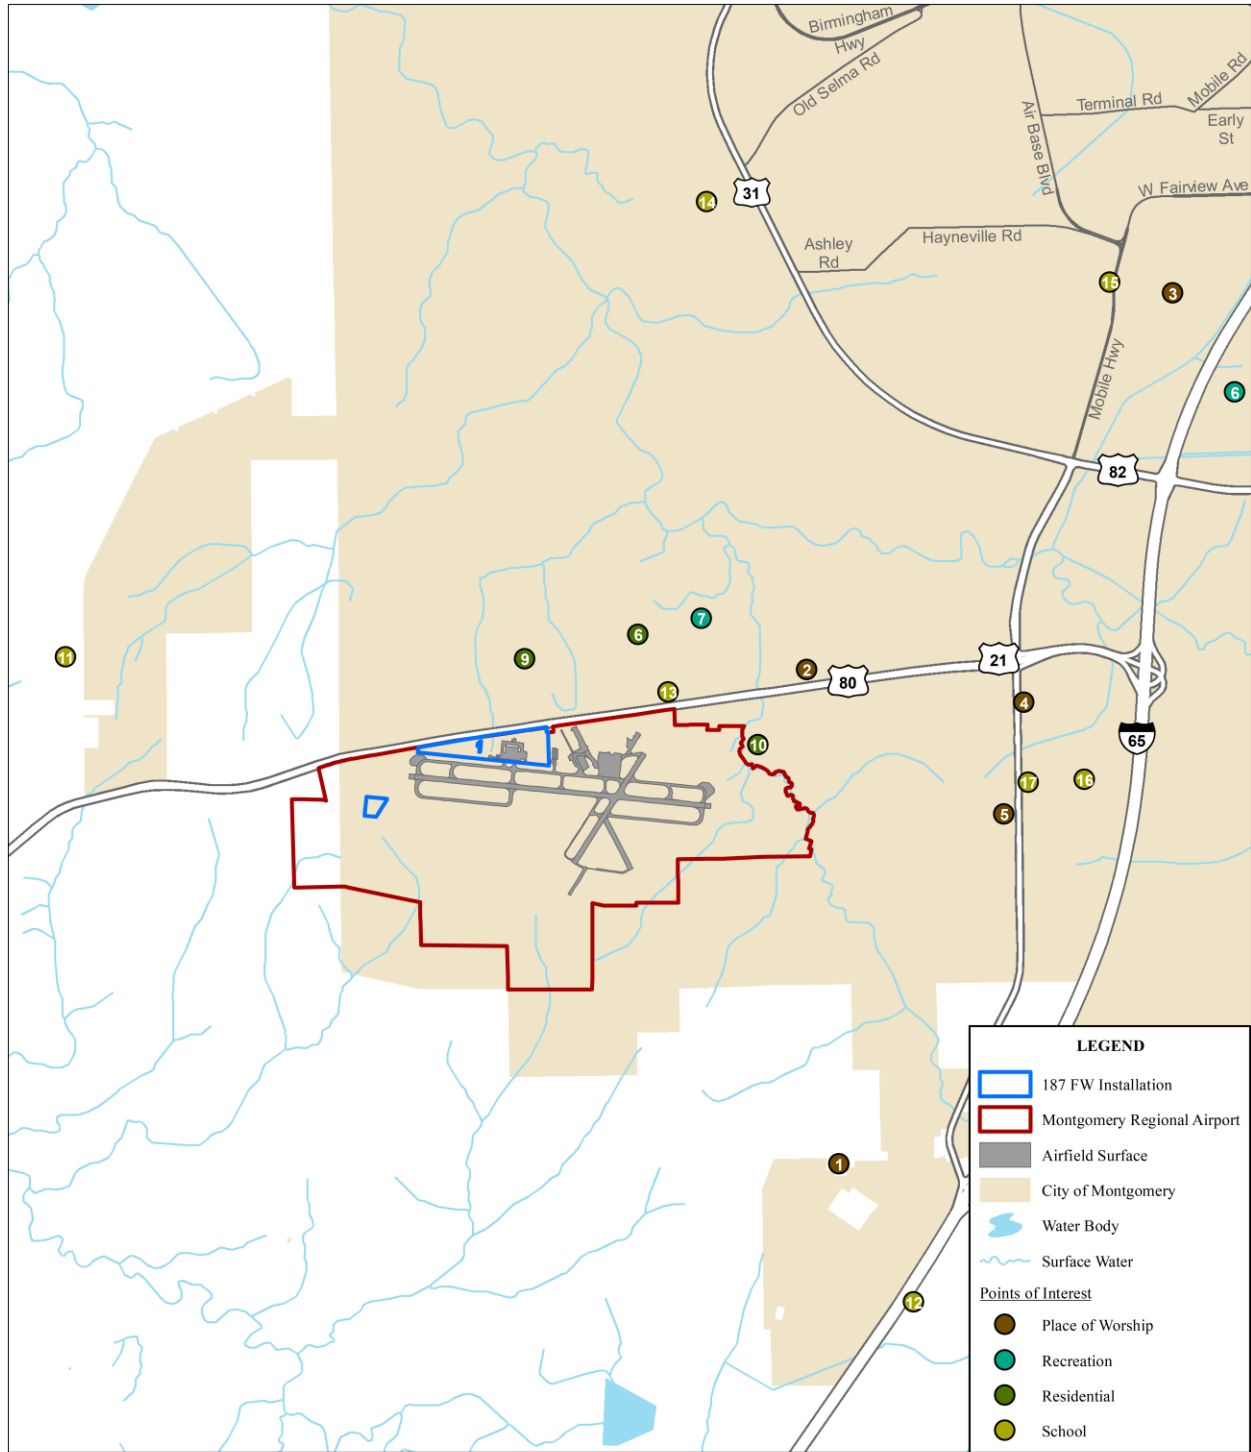 Birmingham
Hwy
Old Selma Rd
Air Base Blvd
Terminal Rd
Mobile Rd
Early
St
W Fairview Ave
31
14
Ashley
Rd
Hayneville Rd
15
3
Mobile Hwy
6
82
7
6
11
9
2
21
80
13
4
10
65
1
17
16
5
1
12
LEGEND
187 FW Installation
Montgomery Regional Airport
Airfield Surface
City of Montgomery
Water Body
Surface Water
Points of Interest
Place of Worship
Recreation
Residential
School